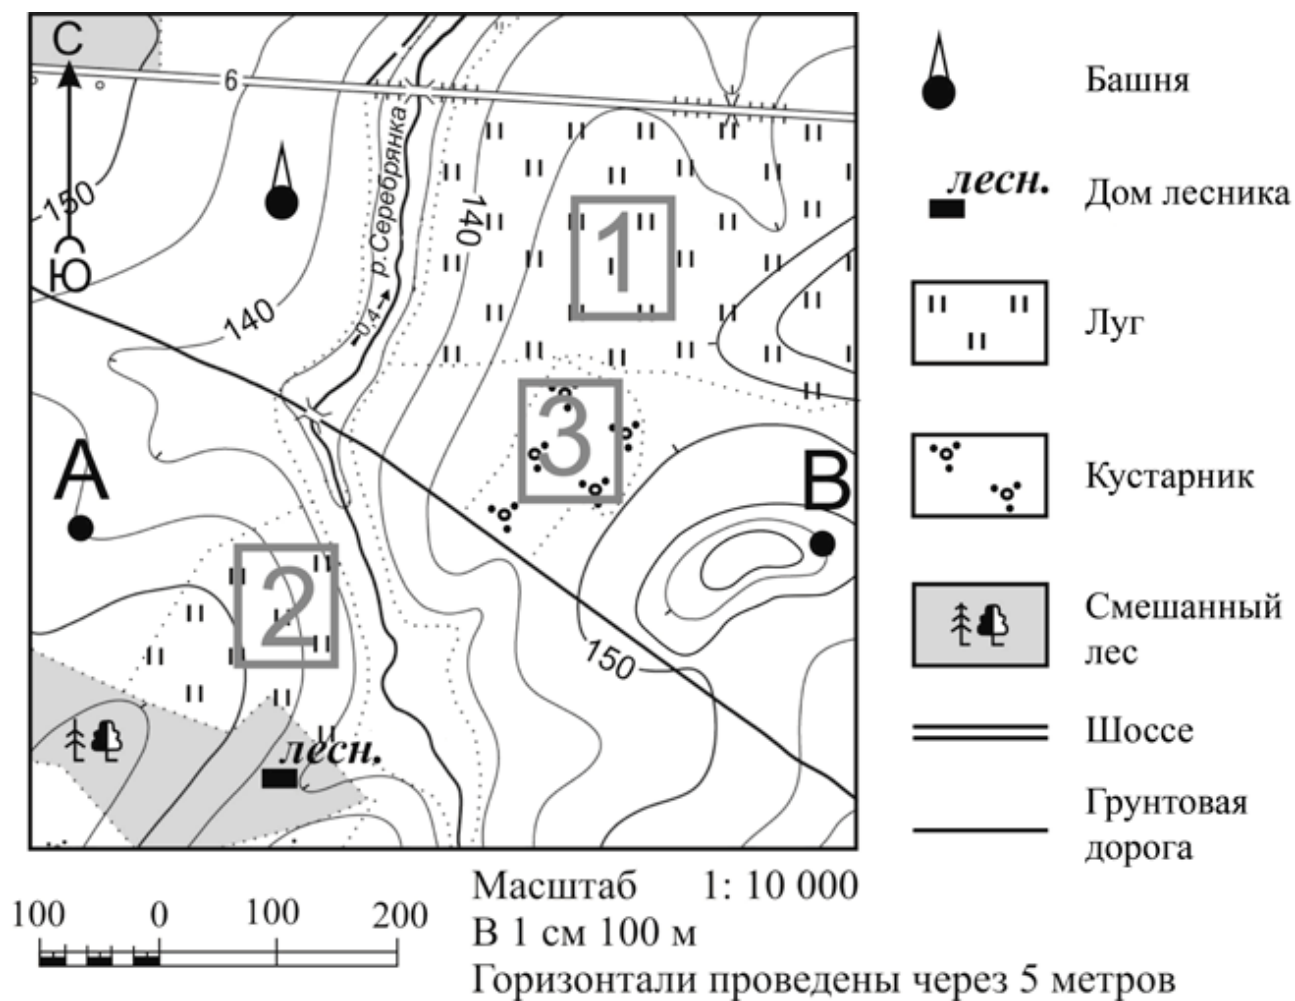 С
6
150
Ю
р.Серебрянка
140
0,4
140
1
3
А
В
2
150
лесн.
Башня
лесн.
Дом лесника
Луг
Кустарник
Смешанный
лес
Шоссе
Грунтовая
дорога
100 0 100 200
Масштаб 1: 10 000
В 1 см 100 м
Горизонтали проведены через 5 метров